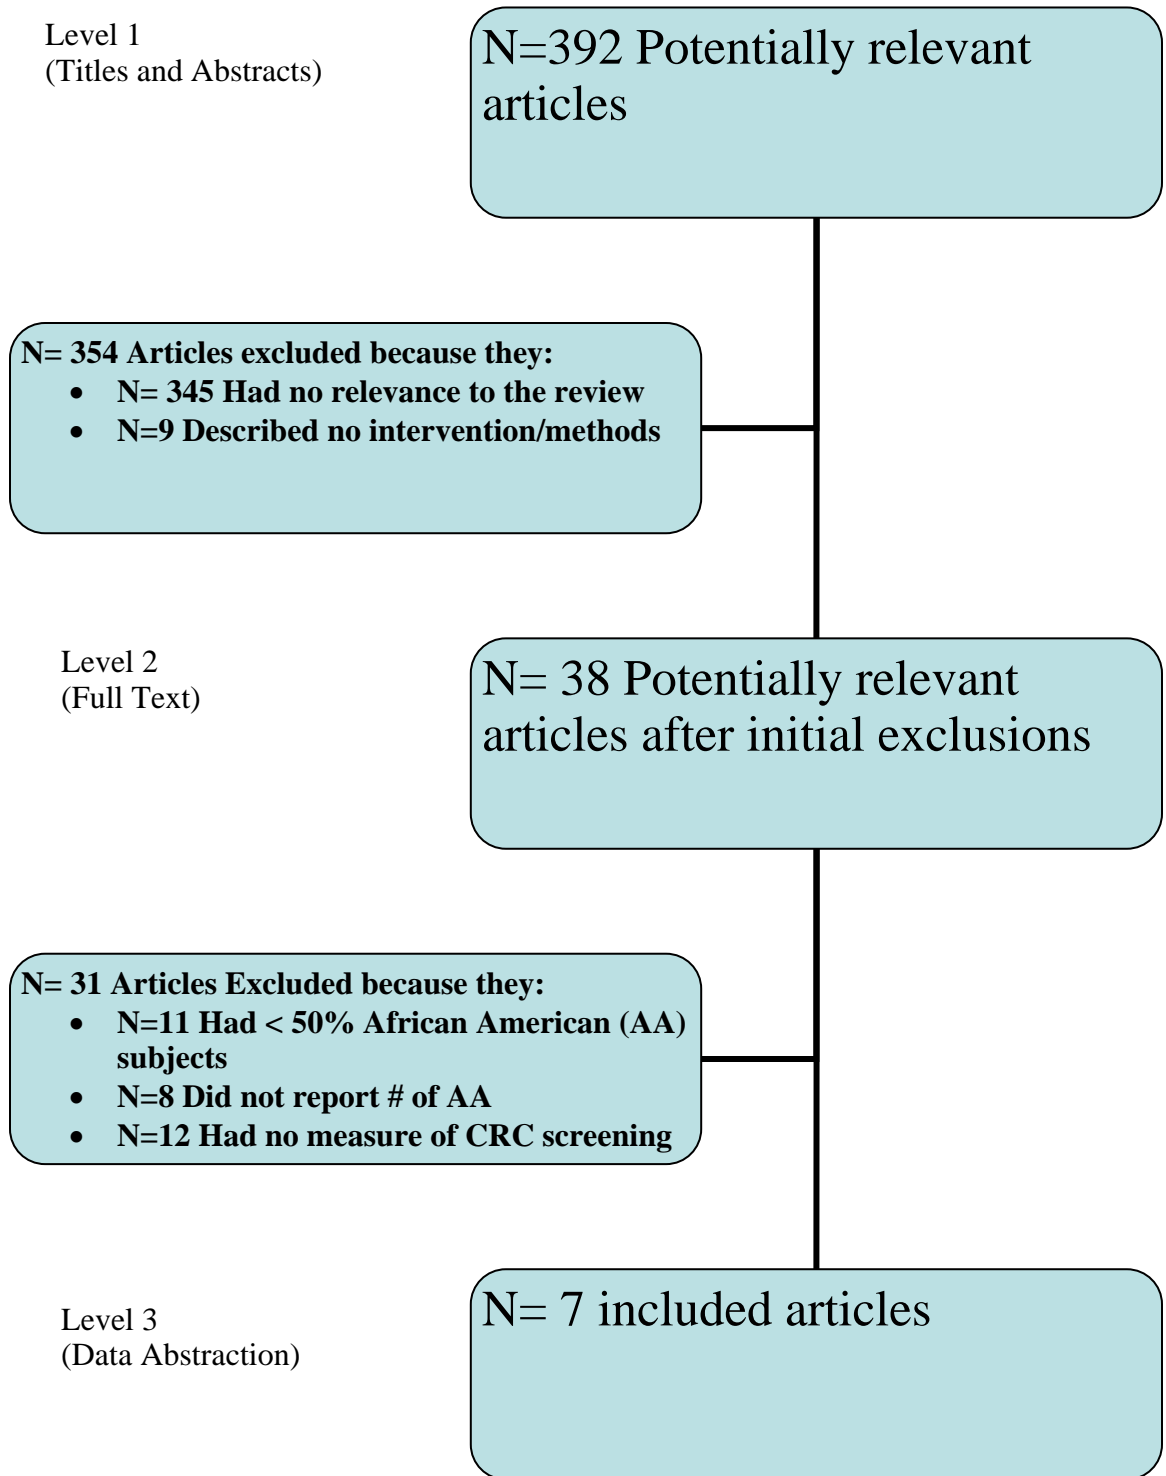 Level 1
(Titles and Abstracts)
N=392 Potentially relevant
articles
N= 354 Articles excluded because they:
• N= 345 Had no relevance to the review
• N=9 Described no intervention/methods
Level 2
(Full Text)
N= 38 Potentially relevant
articles after initial exclusions
N= 31 Articles Excluded because they:
• N=11 Had < 50% African American (AA)
subjects
• N=8 Did not report # of AA
• N=12 Had no measure of CRC screening
Level 3
(Data Abstraction)
N= 7 included articles